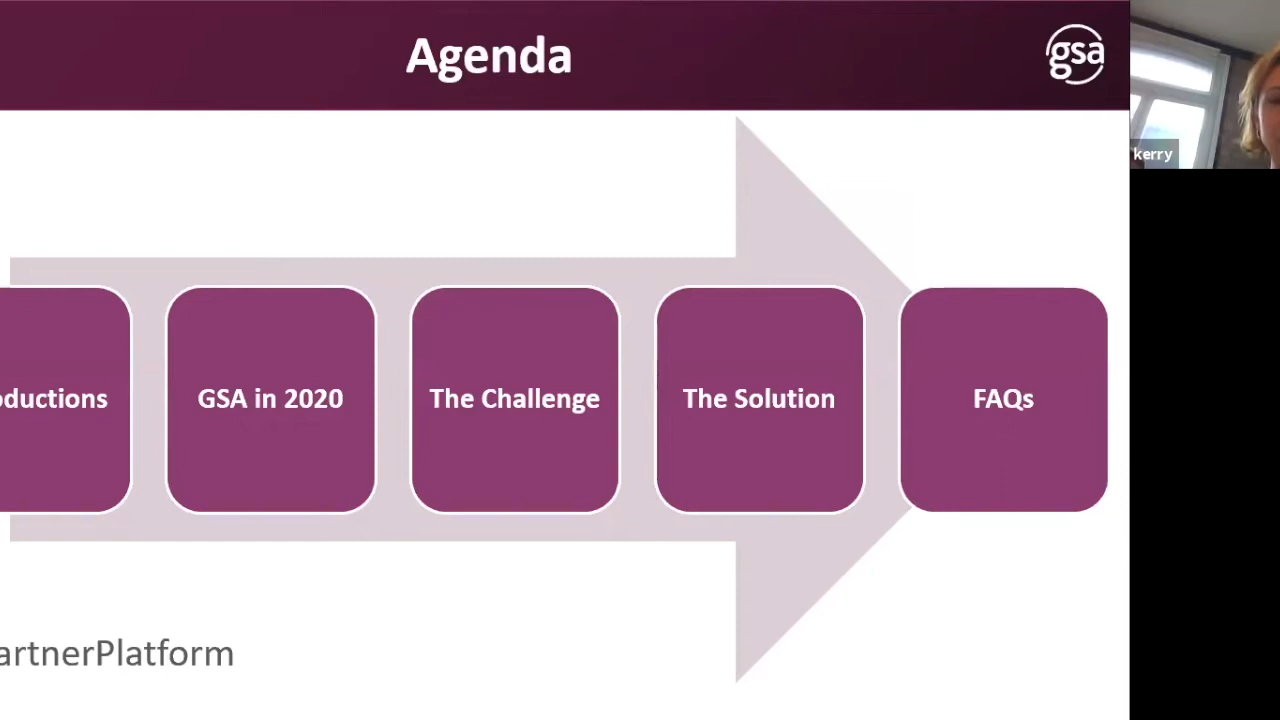 Agenda
gsa
kerry
oductions
GSA in 2020
The Challenge
The Solution
FAQs
artnerPlatform